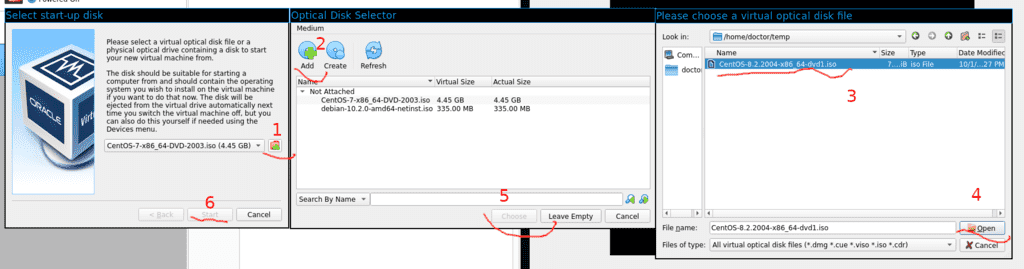 Powered Off
Select start-up disk
Please select a virtual optical disk file or a
physical optical drive containing a disk to start
your new virtual machine from.
The disk should be suitable for starting a
computer from and should contain the operating
system you wish to install on the virtual machine
if you want to do that now. The disk will be
ejected from the virtual drive automatically next
time you switch the virtual machine off, but you
can also do this yourself if needed using the
Devices menu.
ORACLE
Virtu
CentOS-7-x86_64-DVD-2003.iso (4.45 GB)
1
6
< Back
Start
Cancel
Optical Disk Selector
Medium
2
Add
Create
Refresh
Name
Virtual Size
Actual Size
Not Attached
CentOS-7-x86_64-DVD-2003.iso 4.45 GB 4.45 GB
debian-10.2.0-amd64-netinst.iso 335.00 MB 335.00 MB
Search By Name
5
Choose
Leave Empty
Cancel
Please choose a virtual optical disk file
Look in:
/home/doctor/temp
Com...
doctor
Name
Size
Type
Date Modified
CentOS-8.2.2004-x86_64-dvd1.iso 7...iB iso File 10/1/...27 PM
3
4
File name:
CentOS-8.2.2004-x86_64-dvd1.iso
Open
Files of type:
All virtual optical disk files (*.dmg *.cue *.viso *.iso *.cdr)
Cancel